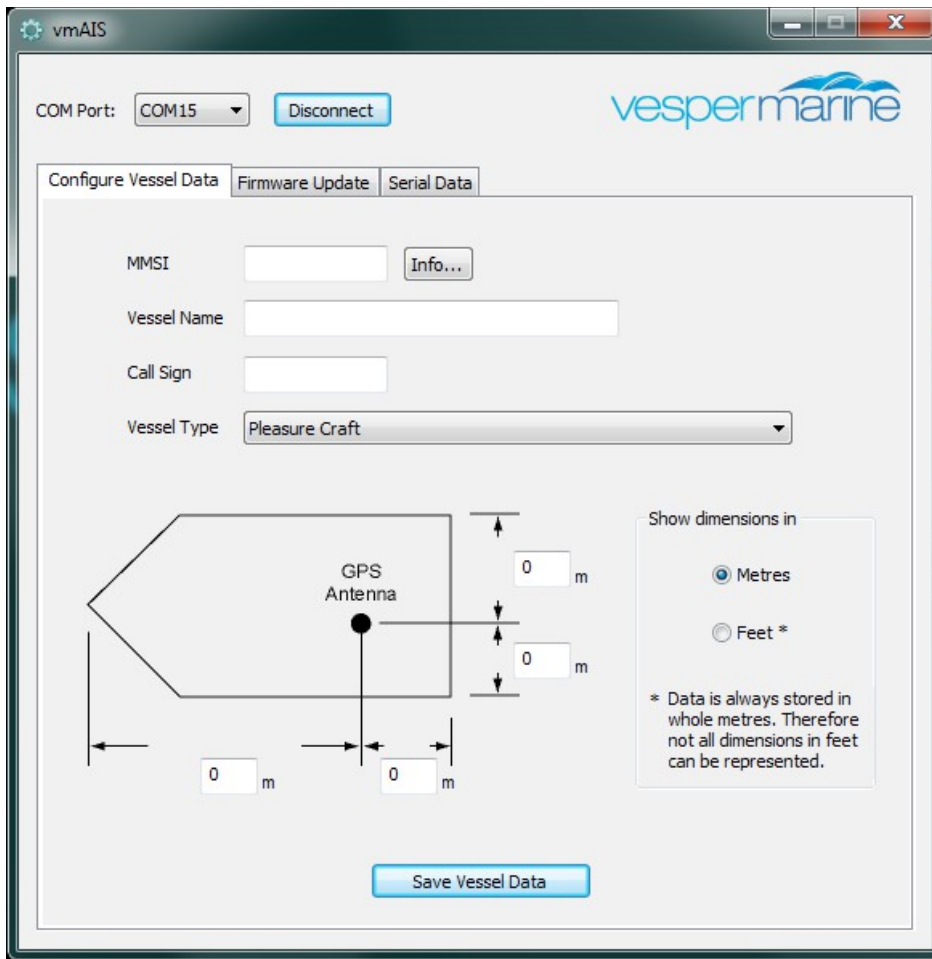 vmAIS
COM Port: COM15 Disconnect
vespermarine
Configure Vessel Data Firmware Update Serial Data
MMSI Info...
Vessel Name
Call Sign
Vessel Type Pleasure Craft
GPS
Antenna
0 m
0 m
0 m 0 m
Show dimensions in
Metres
Feet *
* Data is always stored in
whole metres. Therefore
not all dimensions in feet
can be represented.
Save Vessel Data